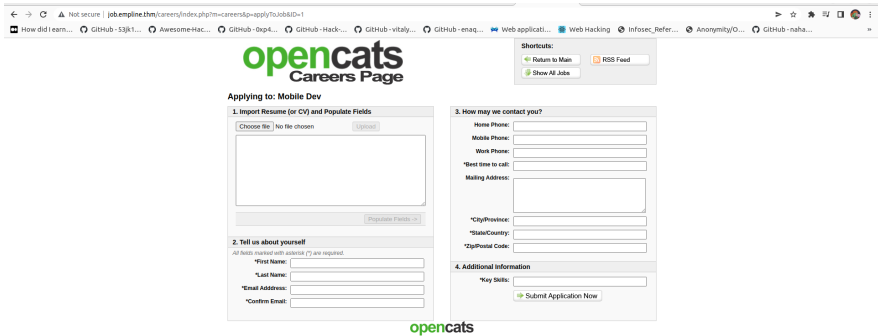 Not secure | job.empline.thm/careers/index.php?m=careers&p=applyToJob&ID=1
How did I earn... GitHub - S3jk1... Awesome-Hac... GitHub - 0xp4... GitHub - Hack-... GitHub - vitaly... GitHub - enaq... Web applicati... Web Hacking Infosec_Refer... Anonymity/O... GitHub - naha... »
opencats
Careers Page
Shortcuts:
Return to Main RSS Feed
Show All Jobs
Applying to: Mobile Dev
1. Import Resume (or CV) and Populate Fields
Choose file No file chosen Upload
Populate Fields ->
2. Tell us about yourself
All fields marked with asterisk (*) are required.
*First Name:
*Last Name:
*Email Adddress:
*Confirm Email:
3. How may we contact you?
Home Phone:
Mobile Phone:
Work Phone:
*Best time to call:
Mailing Address:
*City/Province:
*State/Country:
*Zip/Postal Code:
4. Additional Information
*Key Skills:
Submit Application Now
opencats